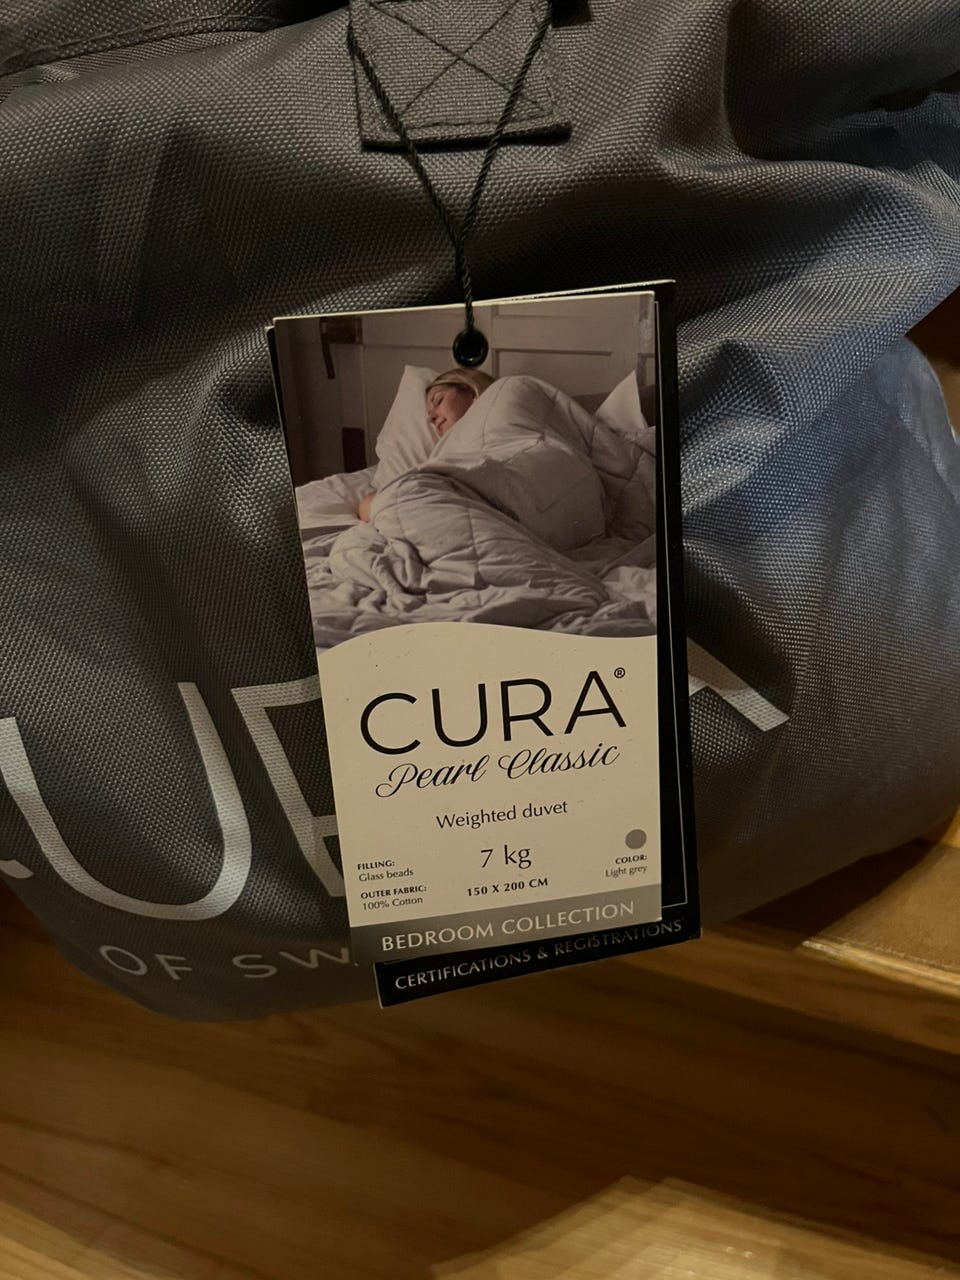 CURA®
Pearl Classic
Weighted duvet
7 kg
150 X 200 CM
FILLING:
Glass beads
OUTER FABRIC:
100% Cotton
COLOR:
Light grey
BEDROOM COLLECTION
CERTIFICATIONS & REGISTRATIONS
OF SW